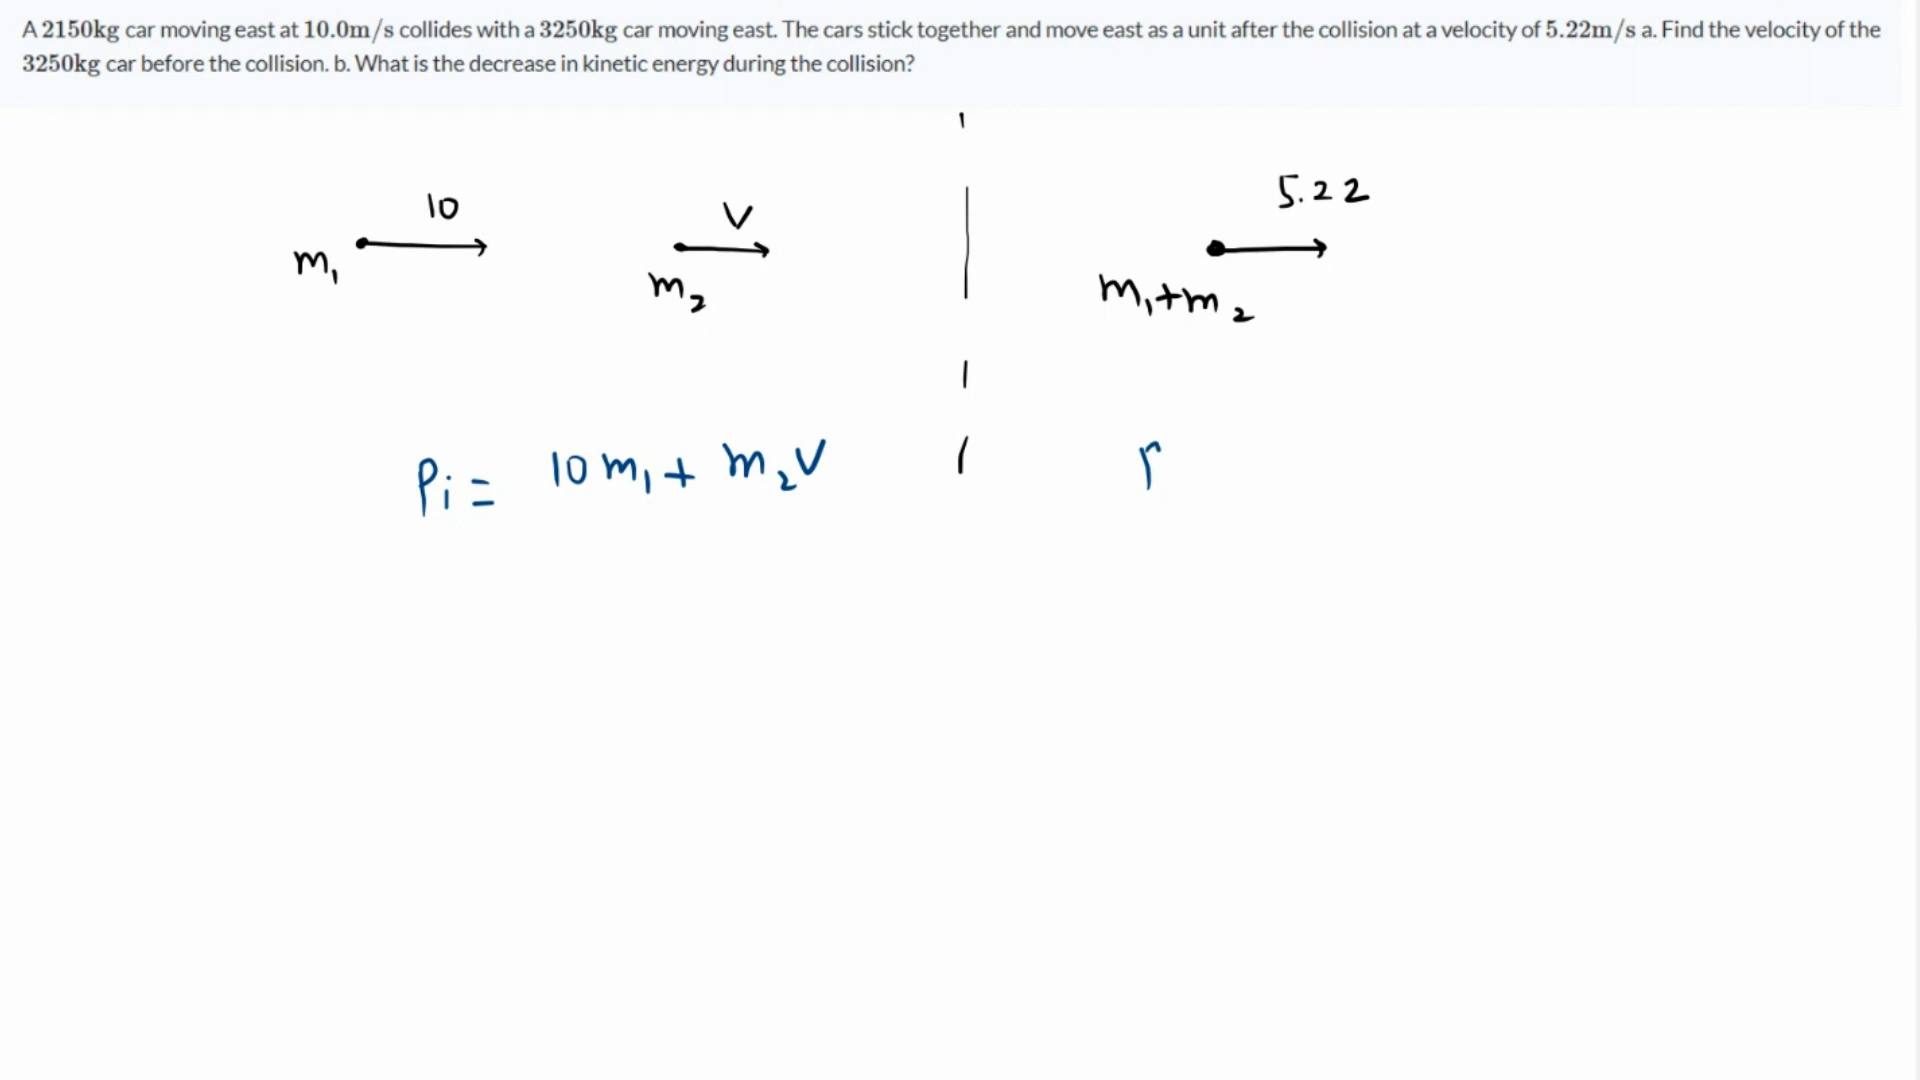 A 2150kg car moving east at 10.0m/s collides with a 3250kg car moving east. The cars stick together and move east as a unit after the collision at a velocity of 5.22m/s a. Find the velocity of the
3250kg car before the collision. b. What is the decrease in kinetic energy during the collision?
10 V 5.22
m₁ m₂ m₁+m₂
Pi = 10 m₁ + m₂V